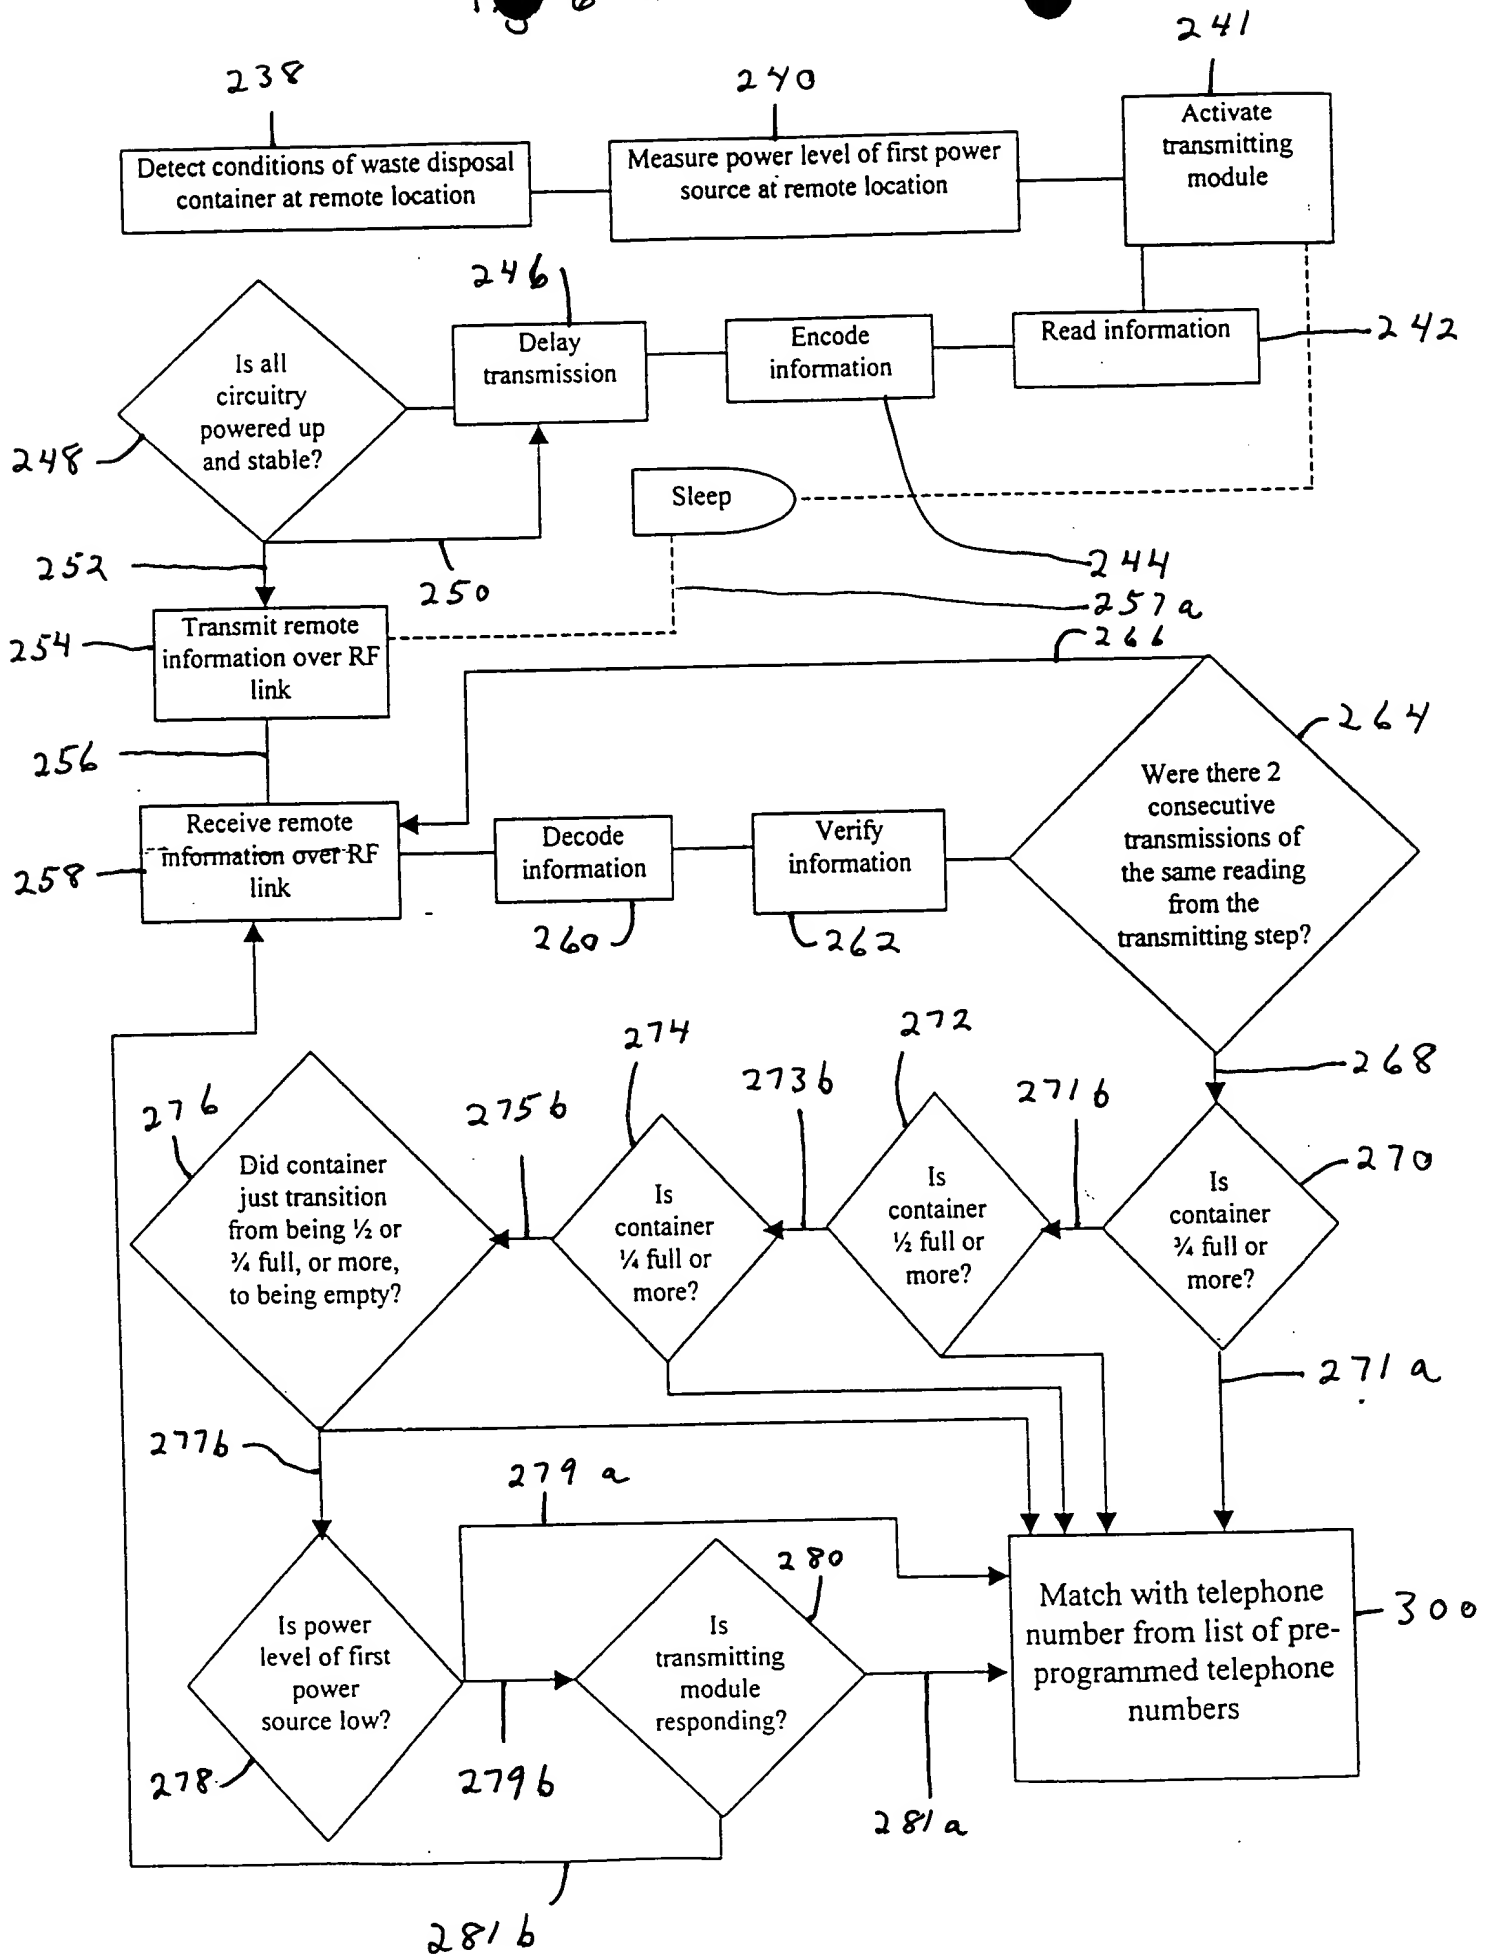 6
241
238
240
Detect conditions of waste disposal
container at remote location
Measure power level of first power
source at remote location
Activate
transmitting
module
246
Is all
circuitry
powered up
and stable?
Delay
transmission
Encode
information
Read information
242
248
Sleep
252
250
244
257a
266
254
Transmit remote
information over RF
link
264
256
Receive remote
information over RF
link
258
Decode
information
Verify
information
260
262
Were there 2
consecutive
transmissions of
the same reading
from the
transmitting step?
274
272
268
276
275b
273b
271b
270
Did container
just transition
from being ½ or
¾ full, or more,
to being empty?
Is
container
¼ full or
more?
Is
container
½ full or
more?
Is
container
¾ full or
more?
271a
277b
279a
280
Is power
level of first
power
source low?
Is
transmitting
module
responding?
Match with telephone
number from list of pre-
programmed telephone
numbers
300
278
279b
281a
281b